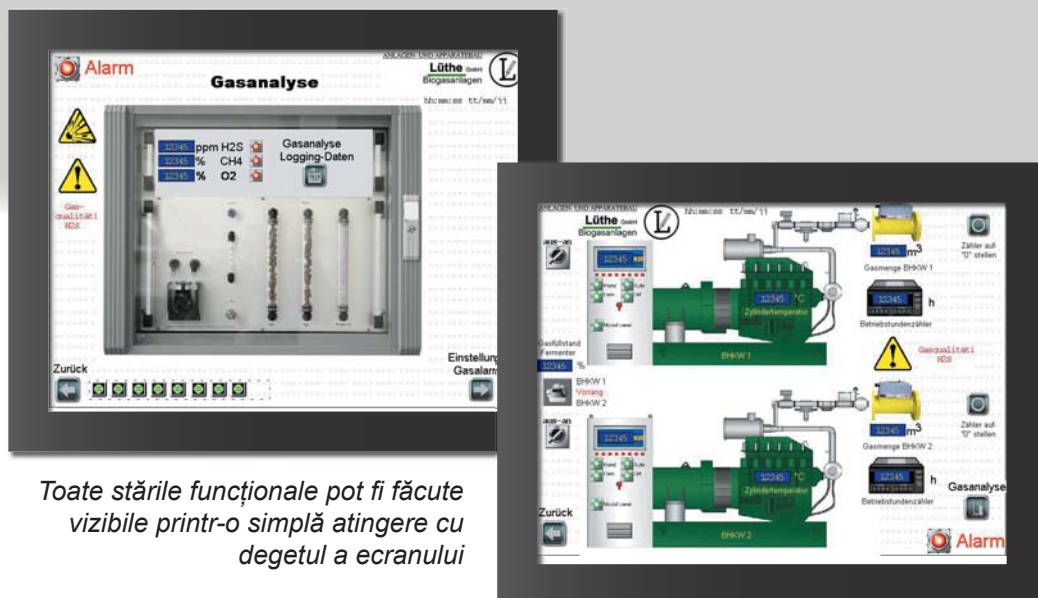 Alarm
Gasanalyse
ANLAGEN- UND APPARATEBAU
Lüthe GmbH
Biogasanlagen
hh:mm:ss tt/mm/jj
12345 ppm H2S
12345 % CH4
12345 % O2
Gasanalyse
Logging-Daten
Gas-
qualität!
H2S
Zurück
Einstellung
Gasalarm
ANLAGEN- UND APPARATEBAU
Lüthe GmbH
Biogasanlagen
hh:mm:ss tt/mm/jj
aus-an
12345 KW
12345 °C
Zylindertemperatur
BHKW 1
12345 m3
Gasmenge BHKW 1
Zähler auf
"0" stellen
12345 h
Betriebstundenzähler
Gasqualität!
H2S
Gasfüllstand
Fermenter
12345 %
BHKW 1
Vorrang
BHKW 2
aus-an
12345 KW
12345 °C
Zylindertemperatur
BHKW 2
12345 m3
Gasmenge BHKW 2
Zähler auf
"0" stellen
12345 h
Betriebstundenzähler
Gasanalyse
Zurück
Alarm
Toate stările funcționale pot fi făcute
vizibile printr-o simplă atingere cu
degetul a ecranului